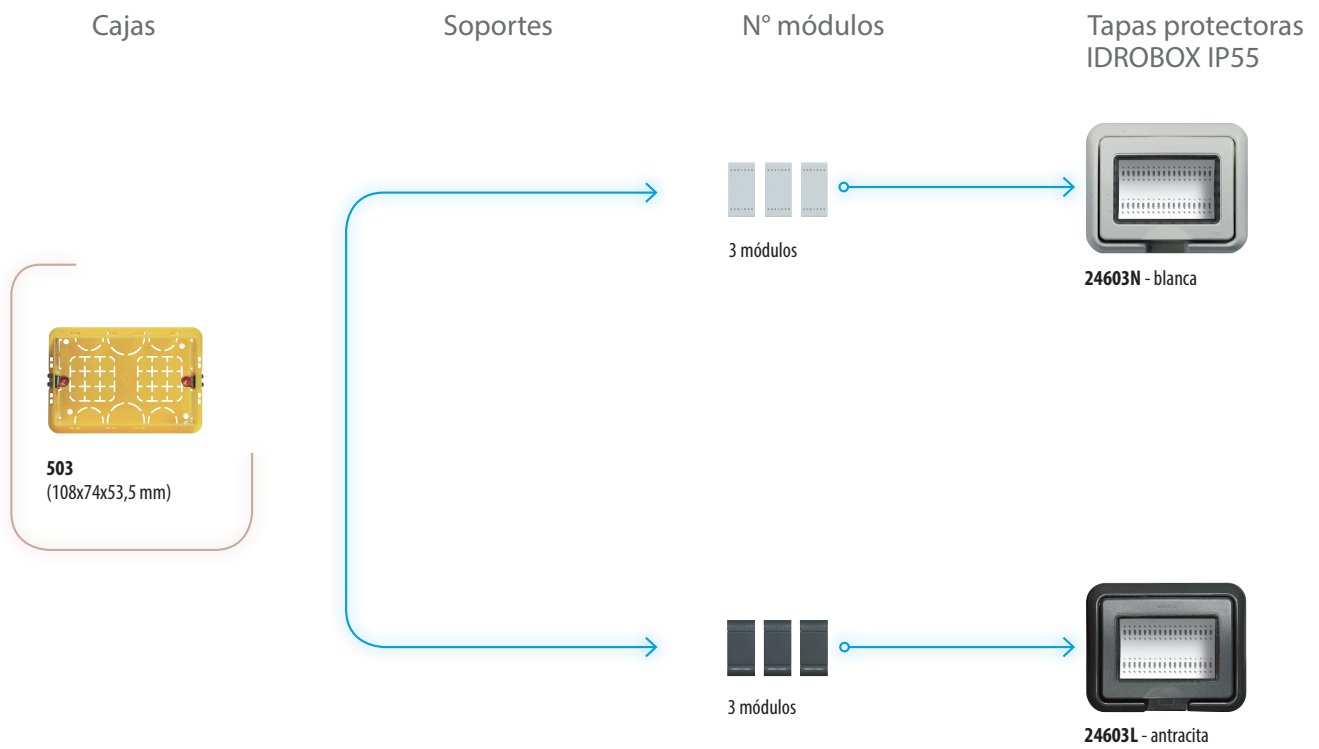 Cajas
Soportes
N° módulos
Tapas protectoras
IDROBOX IP55
3 módulos
24603N - blanca
503
(108x74x53,5 mm)
3 módulos
24603L - antracita